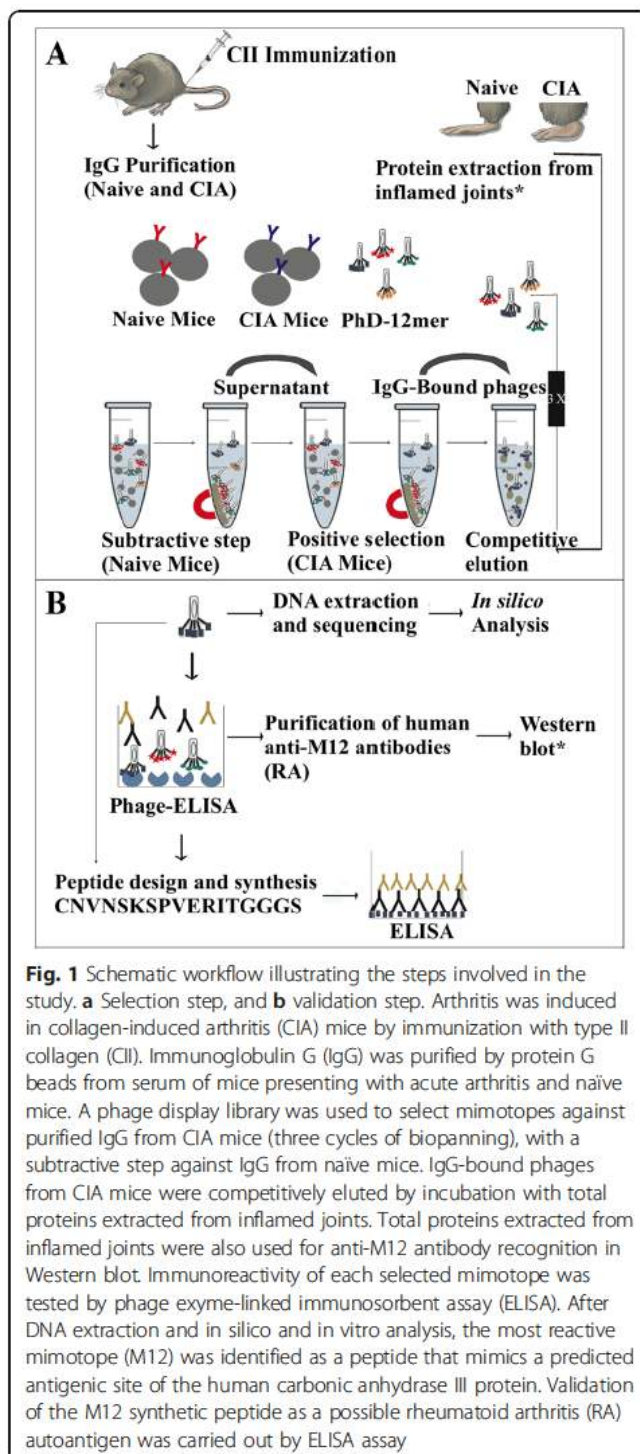 A
CII Immunization
Naive CIA
IgG Purification
(Naive and CIA)
Protein extraction from
inflamed joints*
Naive Mice CIA Mice PhD-12mer
Supernatant IgG-Bound phages
3 X
Subtractive step
(Naive Mice)
Positive selection
(CIA Mice)
Competitive
elution
B
DNA extraction
and sequencing
In silico
Analysis
Purification of human
anti-M12 antibodies
(RA)
Western
blot*
Phage-ELISA
Peptide design and synthesis
CNVNSKSPVERITGGGS
ELISA
Fig. 1 Schematic workflow illustrating the steps involved in the
study. a Selection step, and b validation step. Arthritis was induced
in collagen-induced arthritis (CIA) mice by immunization with type II
collagen (CII). Immunoglobulin G (IgG) was purified by protein G
beads from serum of mice presenting with acute arthritis and naïve
mice. A phage display library was used to select mimotopes against
purified IgG from CIA mice (three cycles of biopanning), with a
subtractive step against IgG from naïve mice. IgG-bound phages
from CIA mice were competitively eluted by incubation with total
proteins extracted from inflamed joints. Total proteins extracted from
inflamed joints were also used for anti-M12 antibody recognition in
Western blot. Immunoreactivity of each selected mimotope was
tested by phage exyme-linked immunosorbent assay (ELISA). After
DNA extraction and in silico and in vitro analysis, the most reactive
mimotope (M12) was identified as a peptide that mimics a predicted
antigenic site of the human carbonic anhydrase III protein. Validation
of the M12 synthetic peptide as a possible rheumatoid arthritis (RA)
autoantigen was carried out by ELISA assay